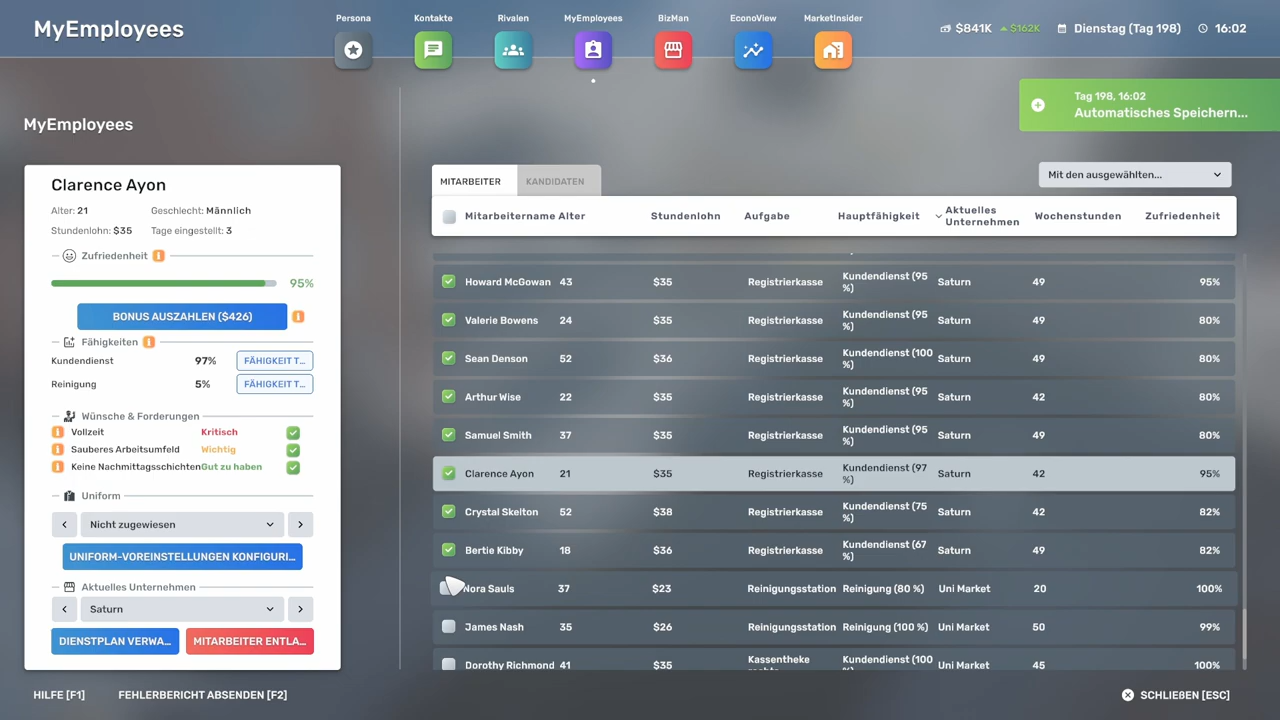 MyEmployees
Persona
Kontakte
Rivalen
MyEmployees
BizMan
EconoView
MarketInsider
$841K
$162K
Dienstag (Tag 198)
16:02
Tag 198, 16:02
Automatisches Speichern...
MyEmployees
Clarence Ayon
Alter: 21
Geschlecht: Männlich
Stundenlohn: $35
Tage eingestellt: 3
Zufriedenheit
95%
BONUS AUSZAHLEN ($426)
Fähigkeiten
Kundendienst 97% FÄHIGKEIT T...
Reinigung 5% FÄHIGKEIT T...
Wünsche & Forderungen
Vollzeit Kritisch
Sauberes Arbeitsumfeld Wichtig
Keine Nachmittagsschichten Gut zu haben
Uniform
Nicht zugewiesen
UNIFORM-VOREINSTELLUNGEN KONFIGURI...
Aktuelles Unternehmen
Saturn
DIENSTPLAN VERWA...
MITARBEITER ENTLA...
MITARBEITER
KANDIDATEN
Mit den ausgewählten...
Mitarbeitername Alter Stundenlohn Aufgabe Hauptfähigkeit Aktuelles Unternehmen Wochenstunden Zufriedenheit
Howard McGowan 43 $35 Registrierkasse Kundendienst (95 %) Saturn 49 95%
Valerie Bowens 24 $35 Registrierkasse Kundendienst (95 %) Saturn 49 80%
Sean Denson 52 $36 Registrierkasse Kundendienst (100 %) Saturn 49 80%
Arthur Wise 22 $35 Registrierkasse Kundendienst (95 %) Saturn 42 80%
Samuel Smith 37 $35 Registrierkasse Kundendienst (95 %) Saturn 49 80%
Clarence Ayon 21 $35 Registrierkasse Kundendienst (97 %) Saturn 42 95%
Crystal Skelton 52 $38 Registrierkasse Kundendienst (75 %) Saturn 42 82%
Bertie Kibby 18 $36 Registrierkasse Kundendienst (67 %) Saturn 49 82%
Nora Sauls 37 $23 Reinigungsstation Reinigung (80 %) Uni Market 20 100%
James Nash 35 $26 Reinigungsstation Reinigung (100 %) Uni Market 50 99%
Dorothy Richmond 41 $35 Kassentheke Kundendienst (100 Uni Market 45 100%
HILFE [F1]
FEHLERBERICHT ABSENDEN [F2]
SCHLIEẞEN [ESC]